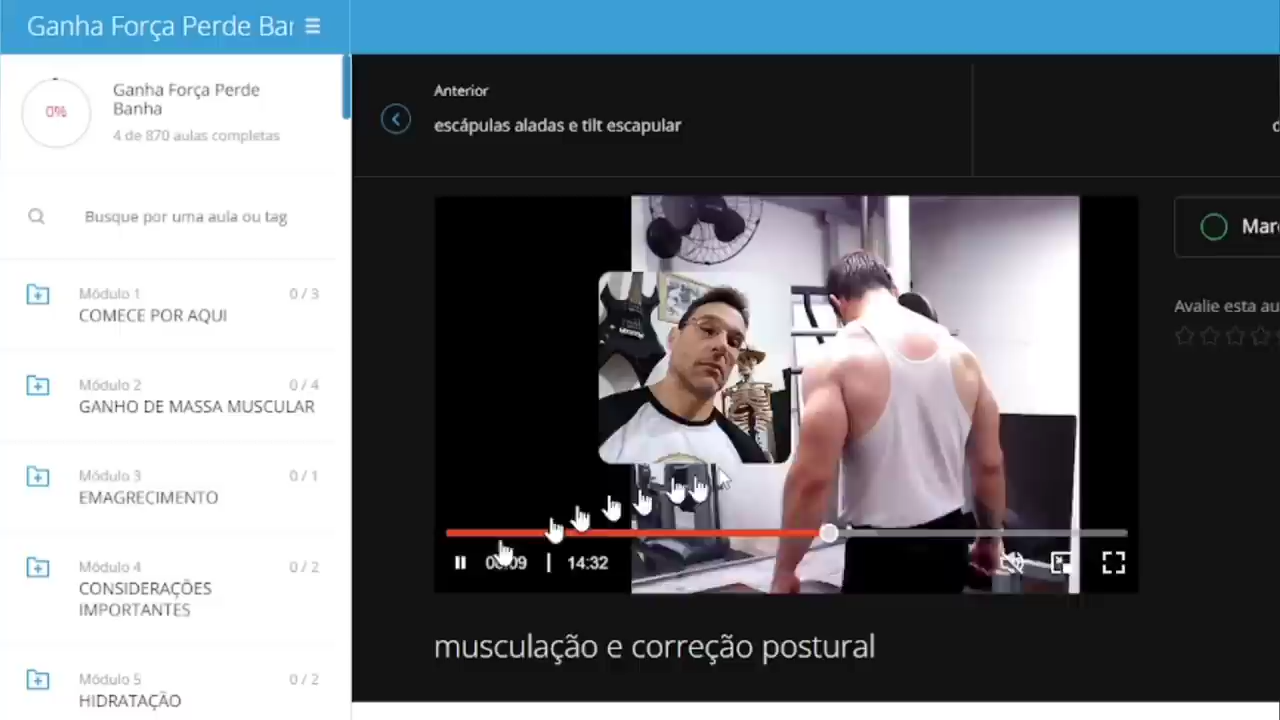 Ganha Força Perde Ban
0%
Ganha Força Perde
Banha
4 de 870 aulas completas
Busque por uma aula ou tag
Módulo 1
0 / 3
COMECE POR AQUI
Módulo 2
0 / 4
GANHO DE MASSA MUSCULAR
Módulo 3
0 / 1
EMAGRECIMENTO
Módulo 4
0 / 2
CONSIDERAÇÕES
IMPORTANTES
Módulo 5
0 / 2
HIDRATAÇÃO
Anterior
escápulas aladas e tilt escapular
Marc
Avalie esta au
14:32
musculação e correção postural